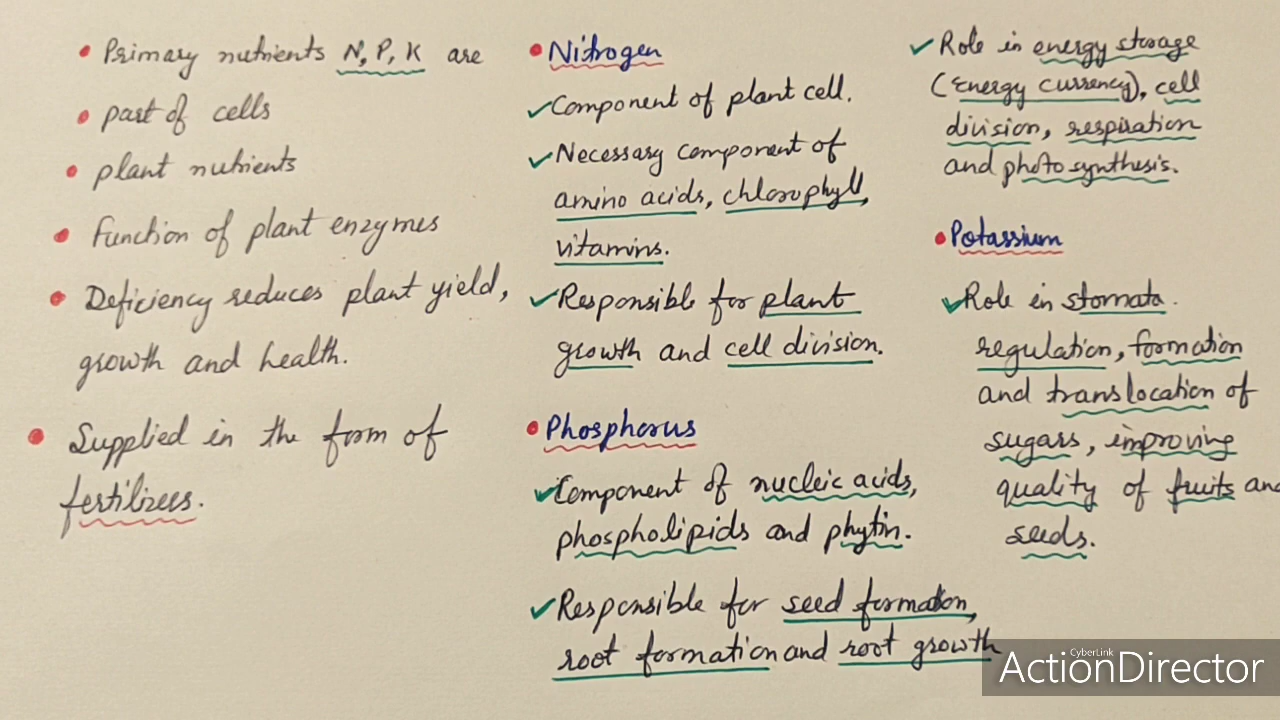 Primary nutrients N, P, K are
part of cells
plant nutrients
Function of plant enzymes
Deficiency reduces plant yield,
growth and health.
Supplied in the form of
fertilizers.
Nitrogen
Component of plant cell.
Necessary component of
amino acids, chlorophyll,
vitamins.
Responsible for plant
growth and cell division.
Phosphorus
Component of nucleic acids,
phospholipids and phytin.
Responsible for seed formation,
root formation and root growth
Role in energy storage
(Energy currency), cell
division, respiration
and photosynthesis.
Potassium
Role in stomata
regulation, formation
and translocation of
sugars, improving
quality of fruits and
seeds.
CyberLink
ActionDirector